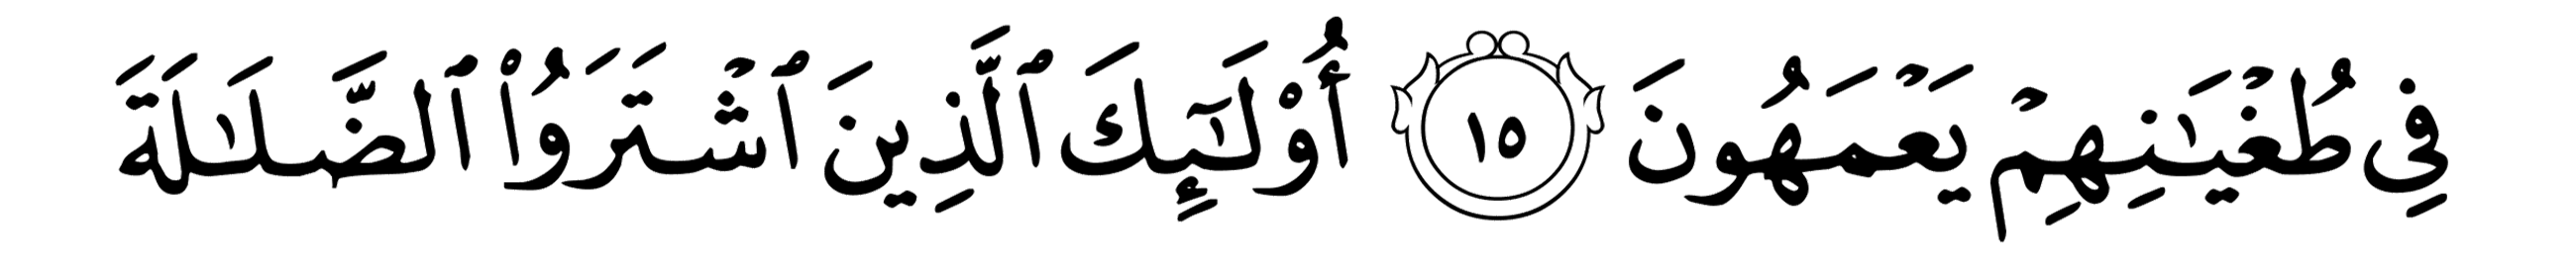 فِي طُغْيَـٰنِهِمْ يَعْمَهُونَ ١٥ أُوْلَـٰٓئِكَ ٱلَّذِينَ ٱشْتَرَوُاْ ٱلضَّلَـٰلَةَ